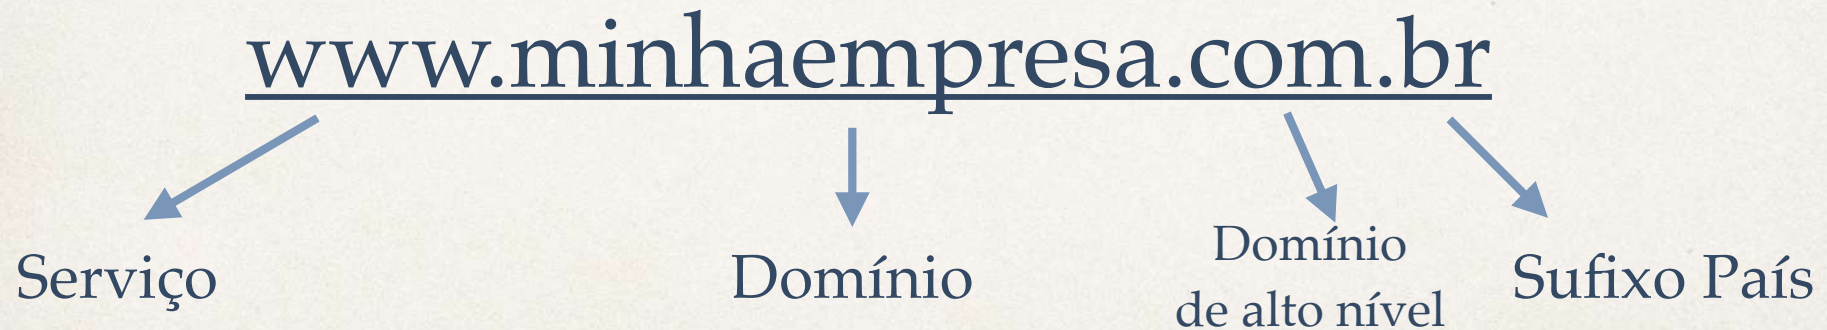 www.minhaempresa.com.br
Serviço
Domínio
Domínio
de alto nível
Sufixo País